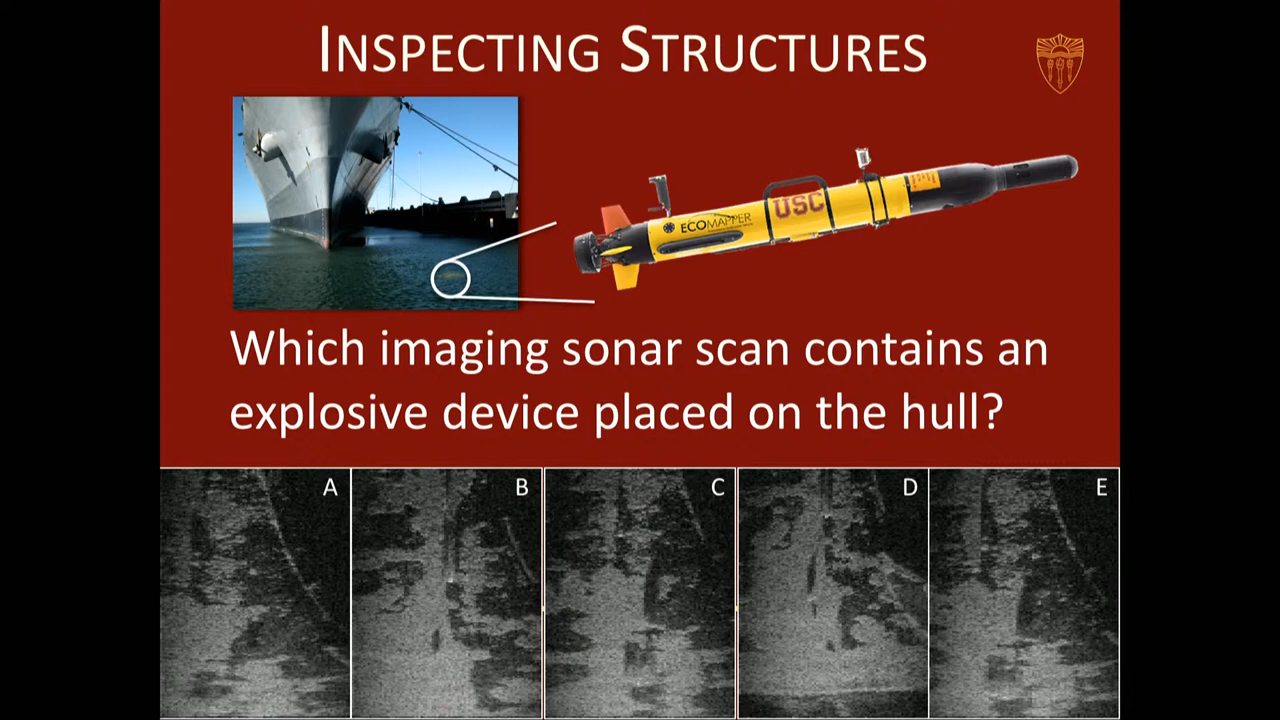 INSPECTING STRUCTURES
ECOMAPPER
USC
Which imaging sonar scan contains an
explosive device placed on the hull?
A
B
C
D
E